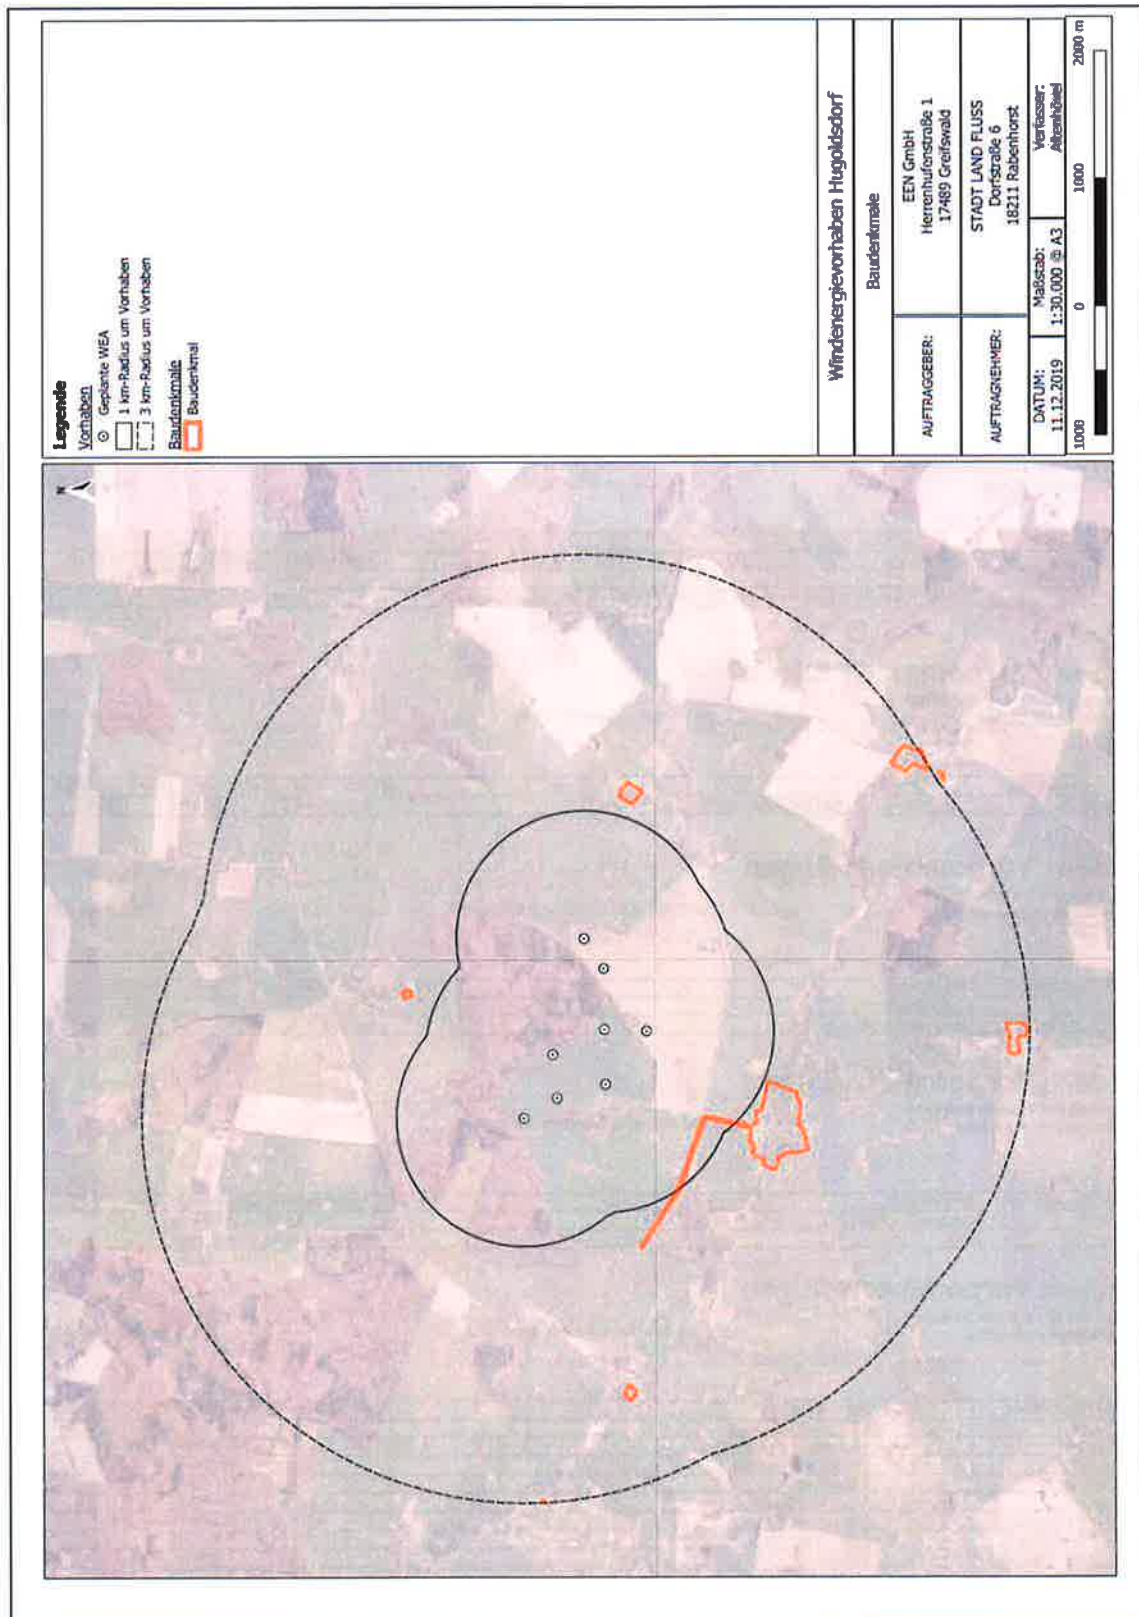 N
Legende
Vorhaben
Geplante WEA
1 km-Radius um Vorhaben
3 km-Radius um Vorhaben
Baudenkmale
Baudenkmal
Windenergievorhaben Hugoldsdorf
Baudenkmale
AUFTRAGGEBER:
EEN GmbH
Herrenhufenstraße 1
17489 Greifswald
AUFTRAGNEHMER:
STADT LAND FLUSS
Dorfstraße 6
18211 Rabenhorst
DATUM:
11.12.2019
Maßstab:
1:30.000 @ A3
Verfasser:
Altenhövel
1000 0 1000 2000 m